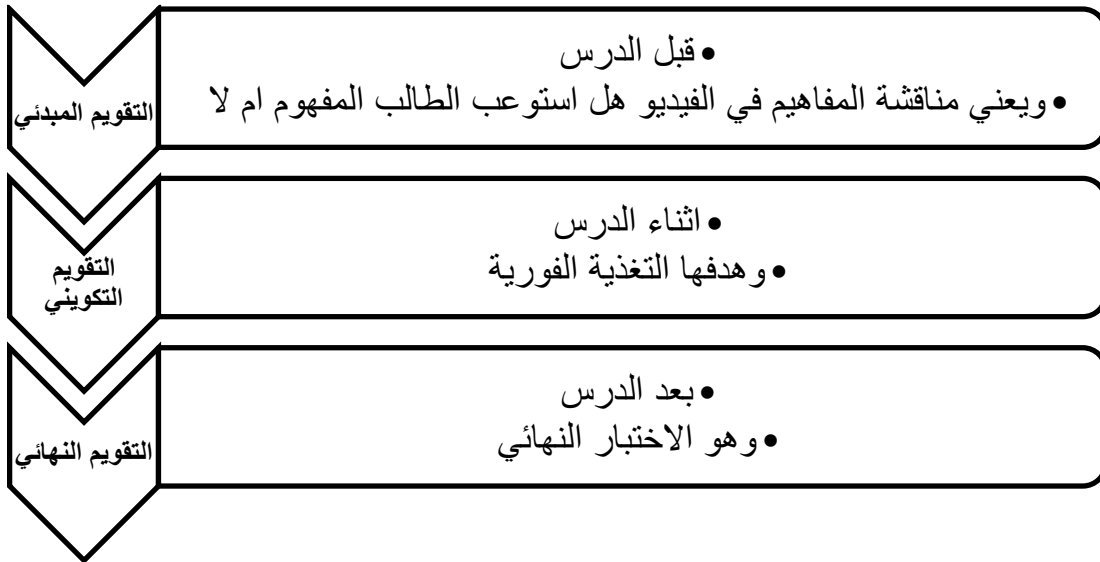 التقويم المبدئي
•قبل الدرس
•ويعني مناقشة المفاهيم في الفيديو هل استوعب الطالب المفهوم ام لا
التقويم
التكويني
•اثناء الدرس
•وهدفها التغذية الفورية
التقويم النهائي
•بعد الدرس
•وهو الاختبار النهائي